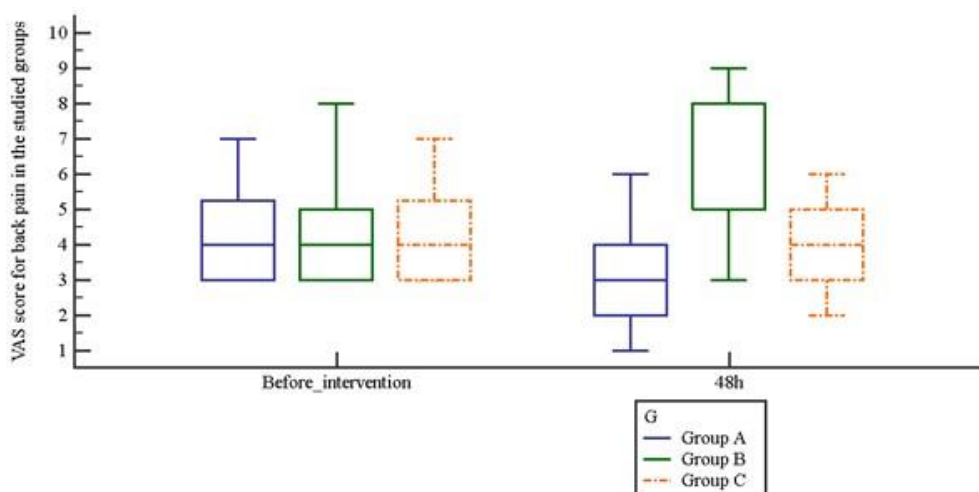 VAS score for back pain in the studied groups
10
9
8
7
6
5
4
3
2
1
Before_intervention
48h
G
Group A
Group B
Group C